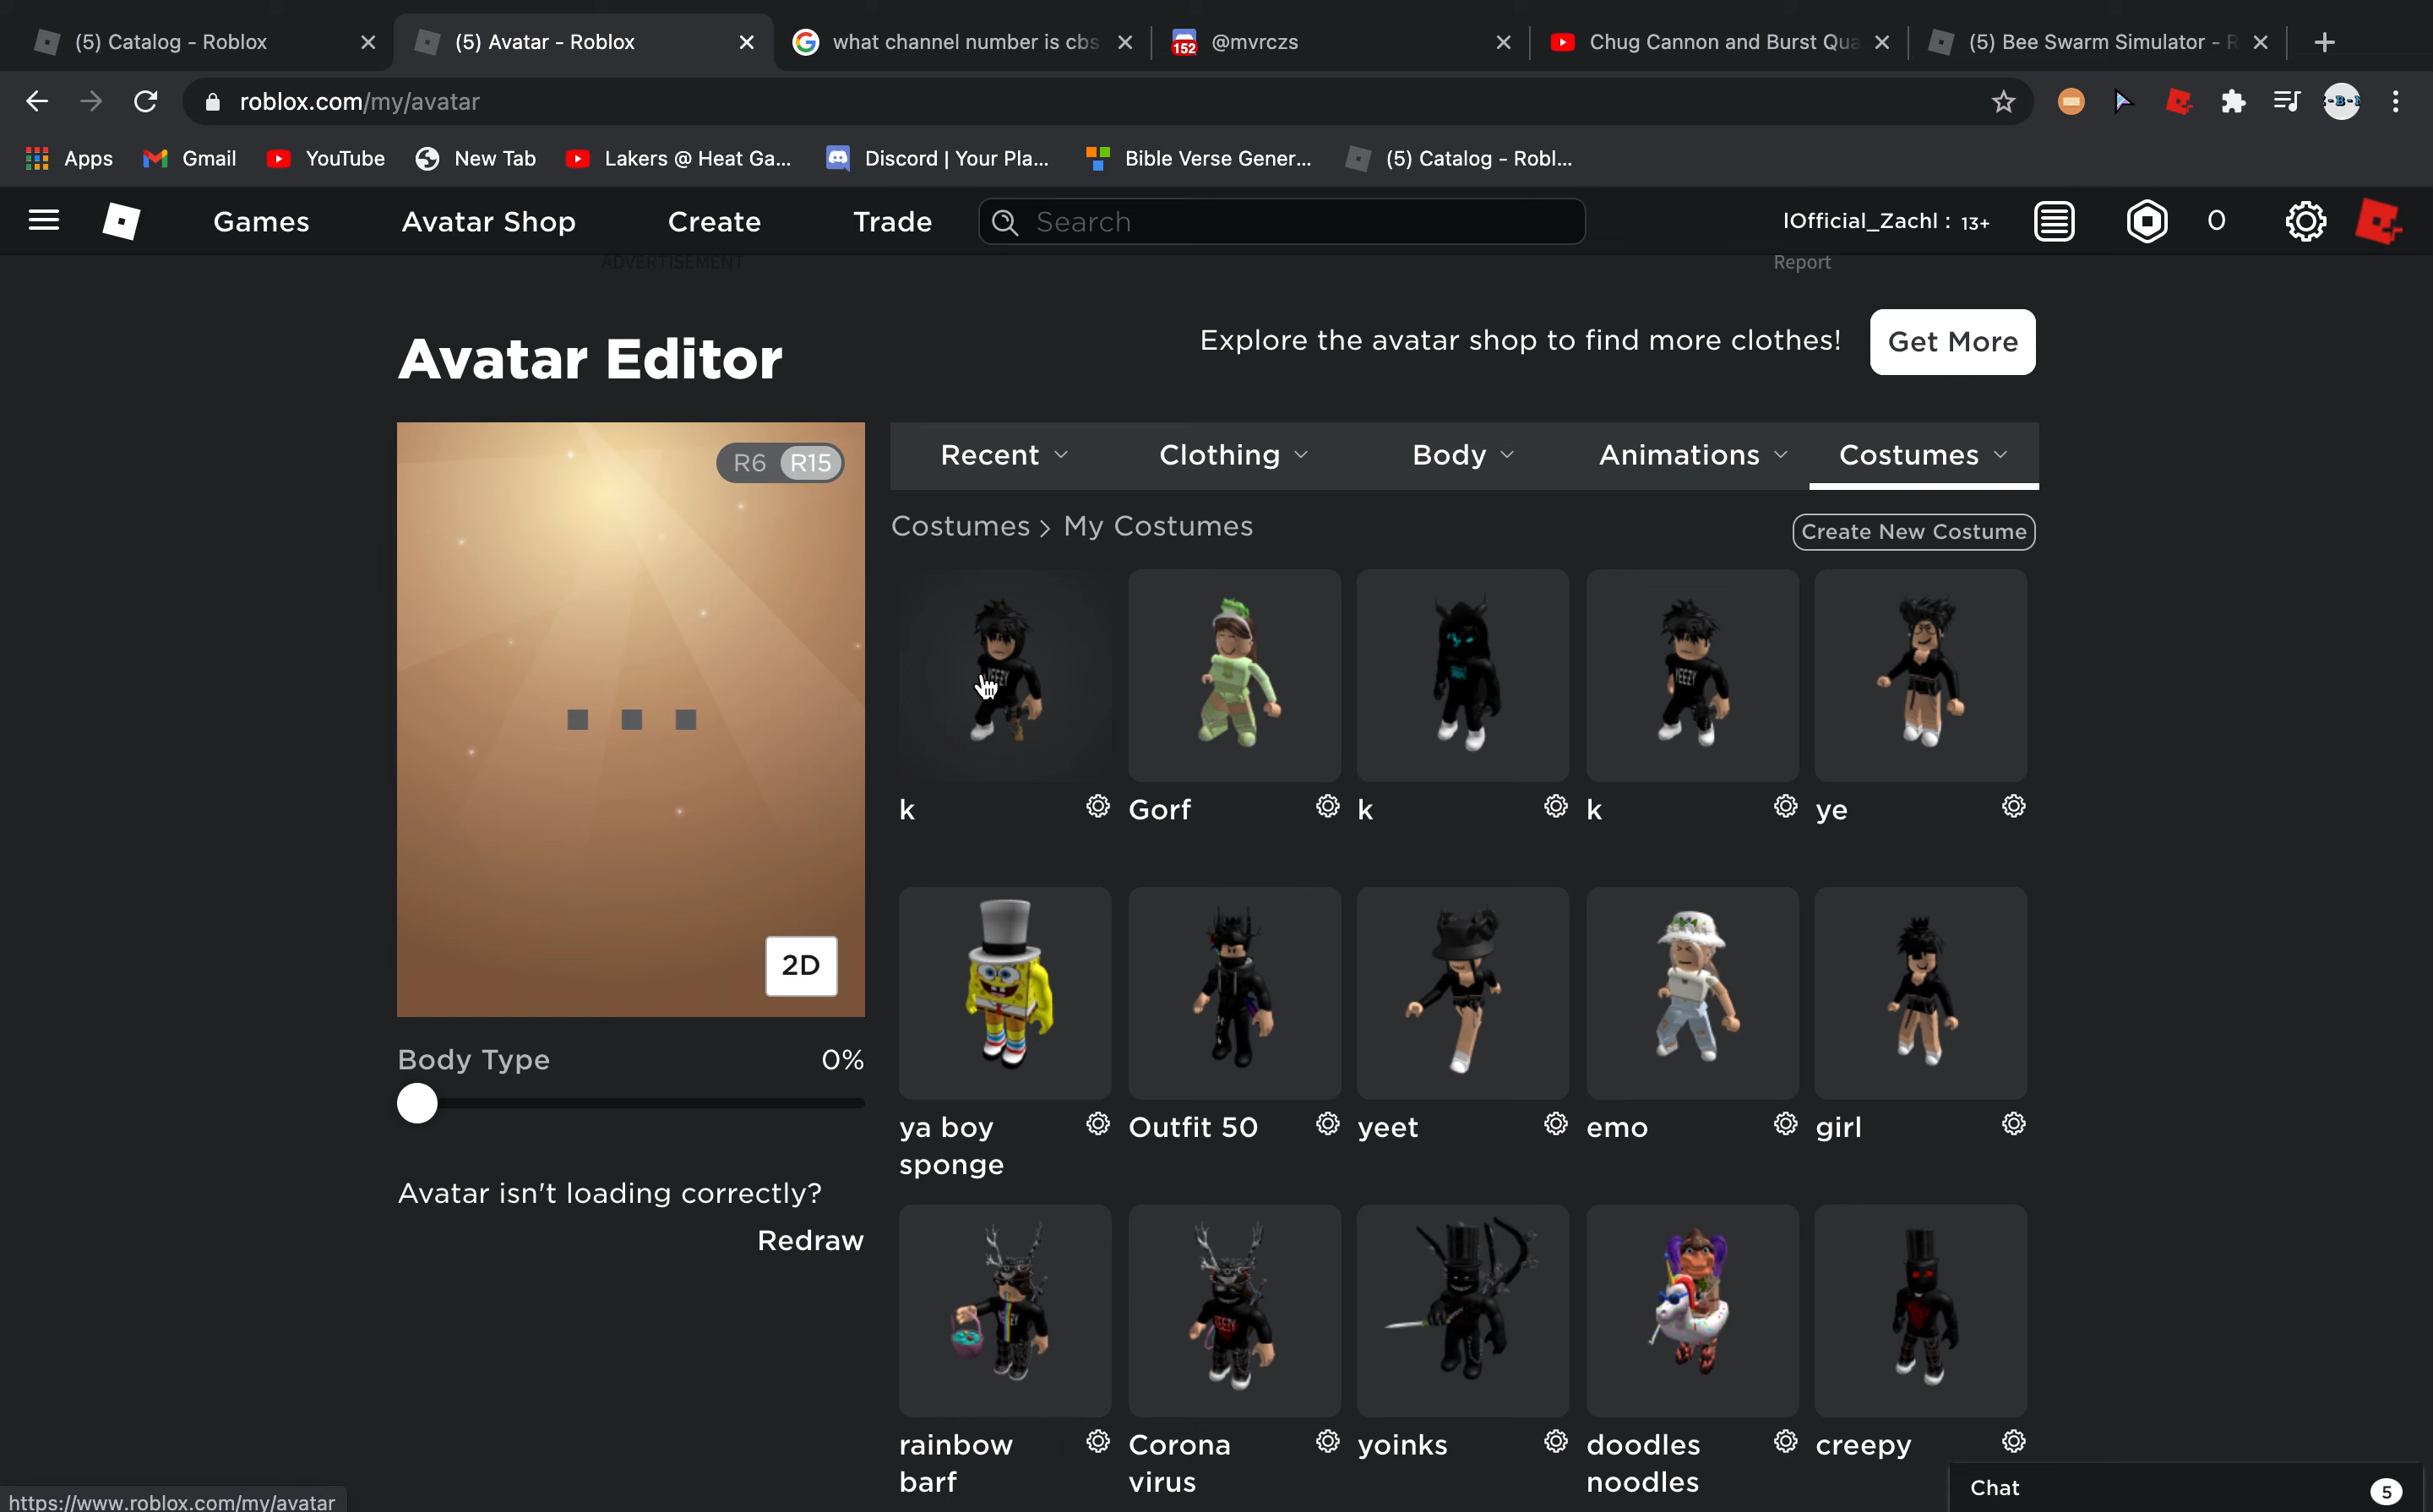 (5) Catalog - Roblox
(5) Avatar - Roblox
what channel number is cbs
152
@mvrczs
Chug Cannon and Burst Qua
(5) Bee Swarm Simulator - R
roblox.com/my/avatar
Apps
Gmail
YouTube
New Tab
Lakers @ Heat Ga...
Discord | Your Pla...
Bible Verse Gener...
(5) Catalog - Robl...
Games
Avatar Shop
Create
Trade
Search
lOfficial_Zachl : 13+
0
ADVERTISEMENT
Report
Avatar Editor
Explore the avatar shop to find more clothes!
Get More
R6 R15
Recent
Clothing
Body
Animations
Costumes
Costumes > My Costumes
Create New Costume
k
Gorf
k
k
ye
2D
Body Type
0%
ya boy
sponge
Outfit 50
yeet
emo
girl
Avatar isn't loading correctly?
Redraw
rainbow
barf
Corona
virus
yoinks
doodles
noodles
creepy
Chat
5
https://www.roblox.com/my/avatar